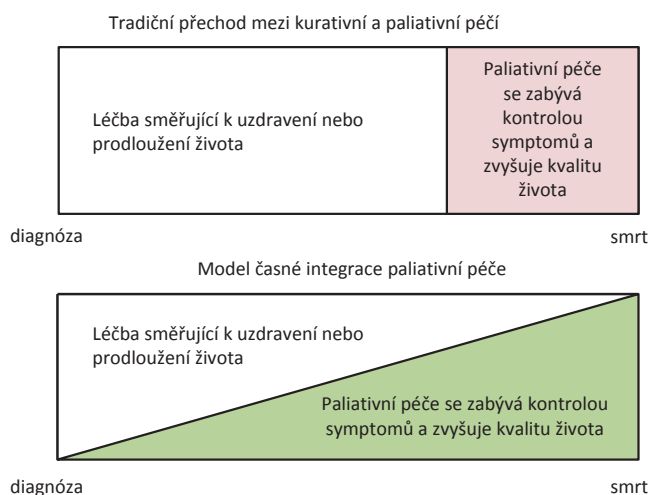 Tradiční přechod mezi kurativní a paliativní péčí
Léčba směřující k uzdravení nebo
prodloužení života
Paliativní péče
se zabývá
kontrolou
symptomů a
zvyšuje kvalitu
života
diagnóza
smrt
Model časné integrace paliativní péče
Léčba směřující k uzdravení nebo
prodloužení života
Paliativní péče se zabývá kontrolou
symptomů a zvyšuje kvalitu života
diagnóza
smrt